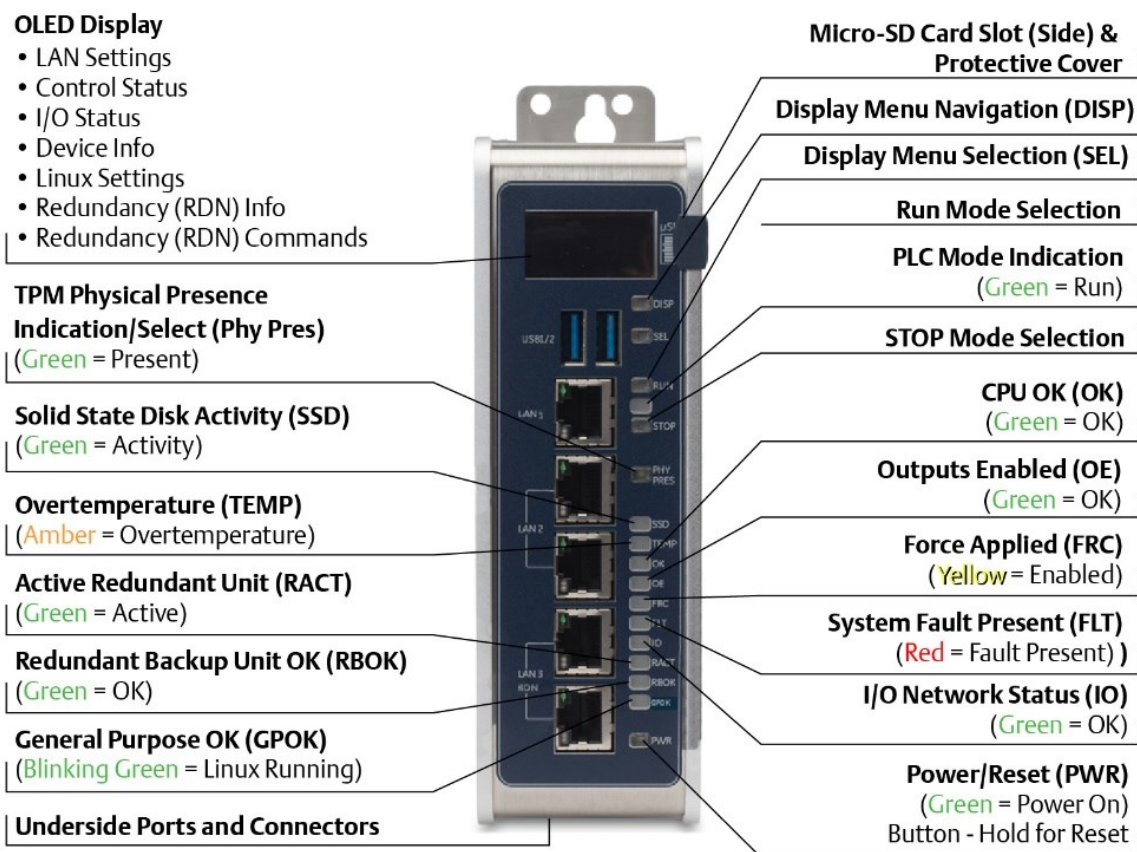 OLED Display
• LAN Settings
• Control Status
• I/O Status
• Device Info
• Linux Settings
• Redundancy (RDN) Info
• Redundancy (RDN) Commands
TPM Physical Presence
Indication/Select (Phy Pres)
(Green = Present)
Solid State Disk Activity (SSD)
(Green = Activity)
Overtemperature (TEMP)
(Amber = Overtemperature)
Active Redundant Unit (RACT)
(Green = Active)
Redundant Backup Unit OK (RBOK)
(Green = OK)
General Purpose OK (GPOK)
(Blinking Green = Linux Running)
Underside Ports and Connectors
µS
DISP
USB1/2
SEL
RUN
LAN 1
STOP
PHY
PRES
SSD
LAN 2
TEMP
OK
OE
FRC
FLT
IO
RACT
LAN 3
RDN
RBOK
GPOK
PWR
Micro-SD Card Slot (Side) &
Protective Cover
Display Menu Navigation (DISP)
Display Menu Selection (SEL)
Run Mode Selection
PLC Mode Indication
(Green = Run)
STOP Mode Selection
CPU OK (OK)
(Green = OK)
Outputs Enabled (OE)
(Green = OK)
Force Applied (FRC)
(Yellow = Enabled)
System Fault Present (FLT)
(Red = Fault Present) )
I/O Network Status (IO)
(Green = OK)
Power/Reset (PWR)
(Green = Power On)
Button - Hold for Reset